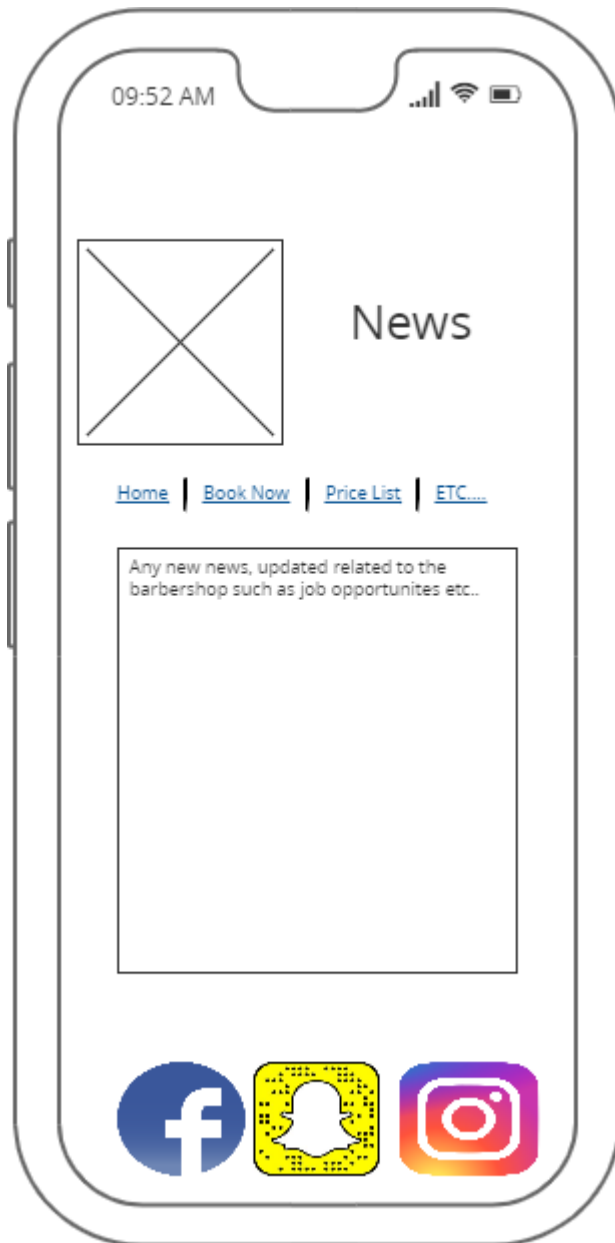 09:52 AM
News
Home Book Now Price List ETC....
Any new news, updated related to the
barbershop such as job opportunites etc..